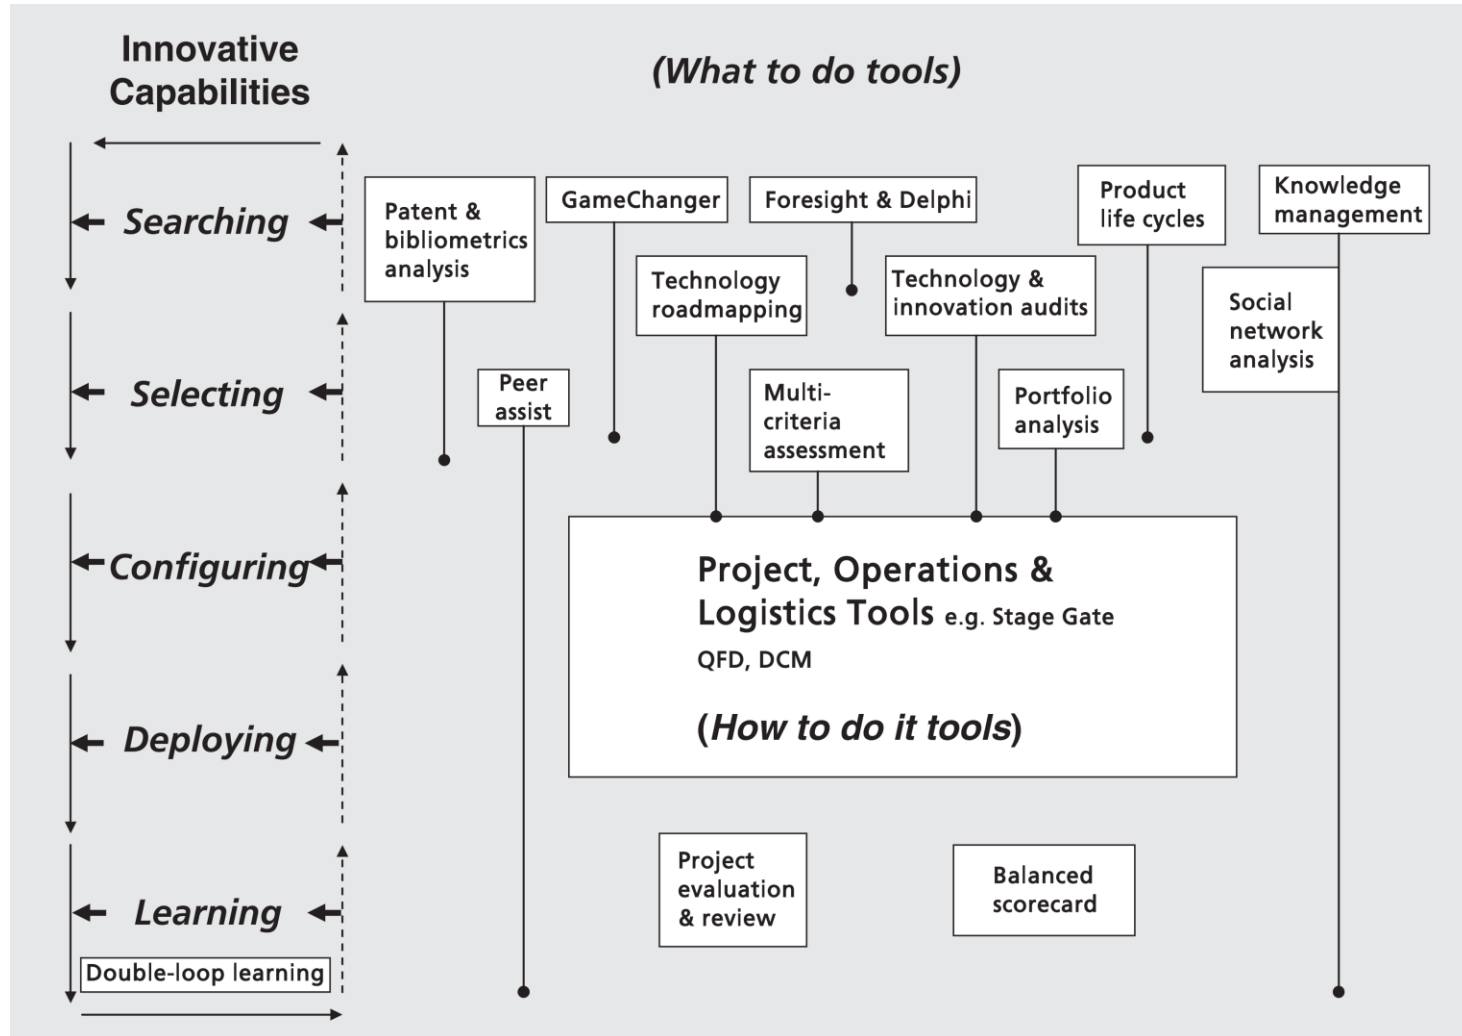 Innovative
Capabilities
(What to do tools)
Searching
Patent &
bibliometrics
analysis
GameChanger
Foresight & Delphi
Product
life cycles
Knowledge
management
Technology
roadmapping
Technology &
innovation audits
Social
network
analysis
Selecting
Peer
assist
Multi-
criteria
assessment
Portfolio
analysis
Configuring
Project, Operations &
Logistics Tools e.g. Stage Gate
QFD, DCM
(How to do it tools)
Deploying
Learning
Project
evaluation
& review
Balanced
scorecard
Double-loop learning